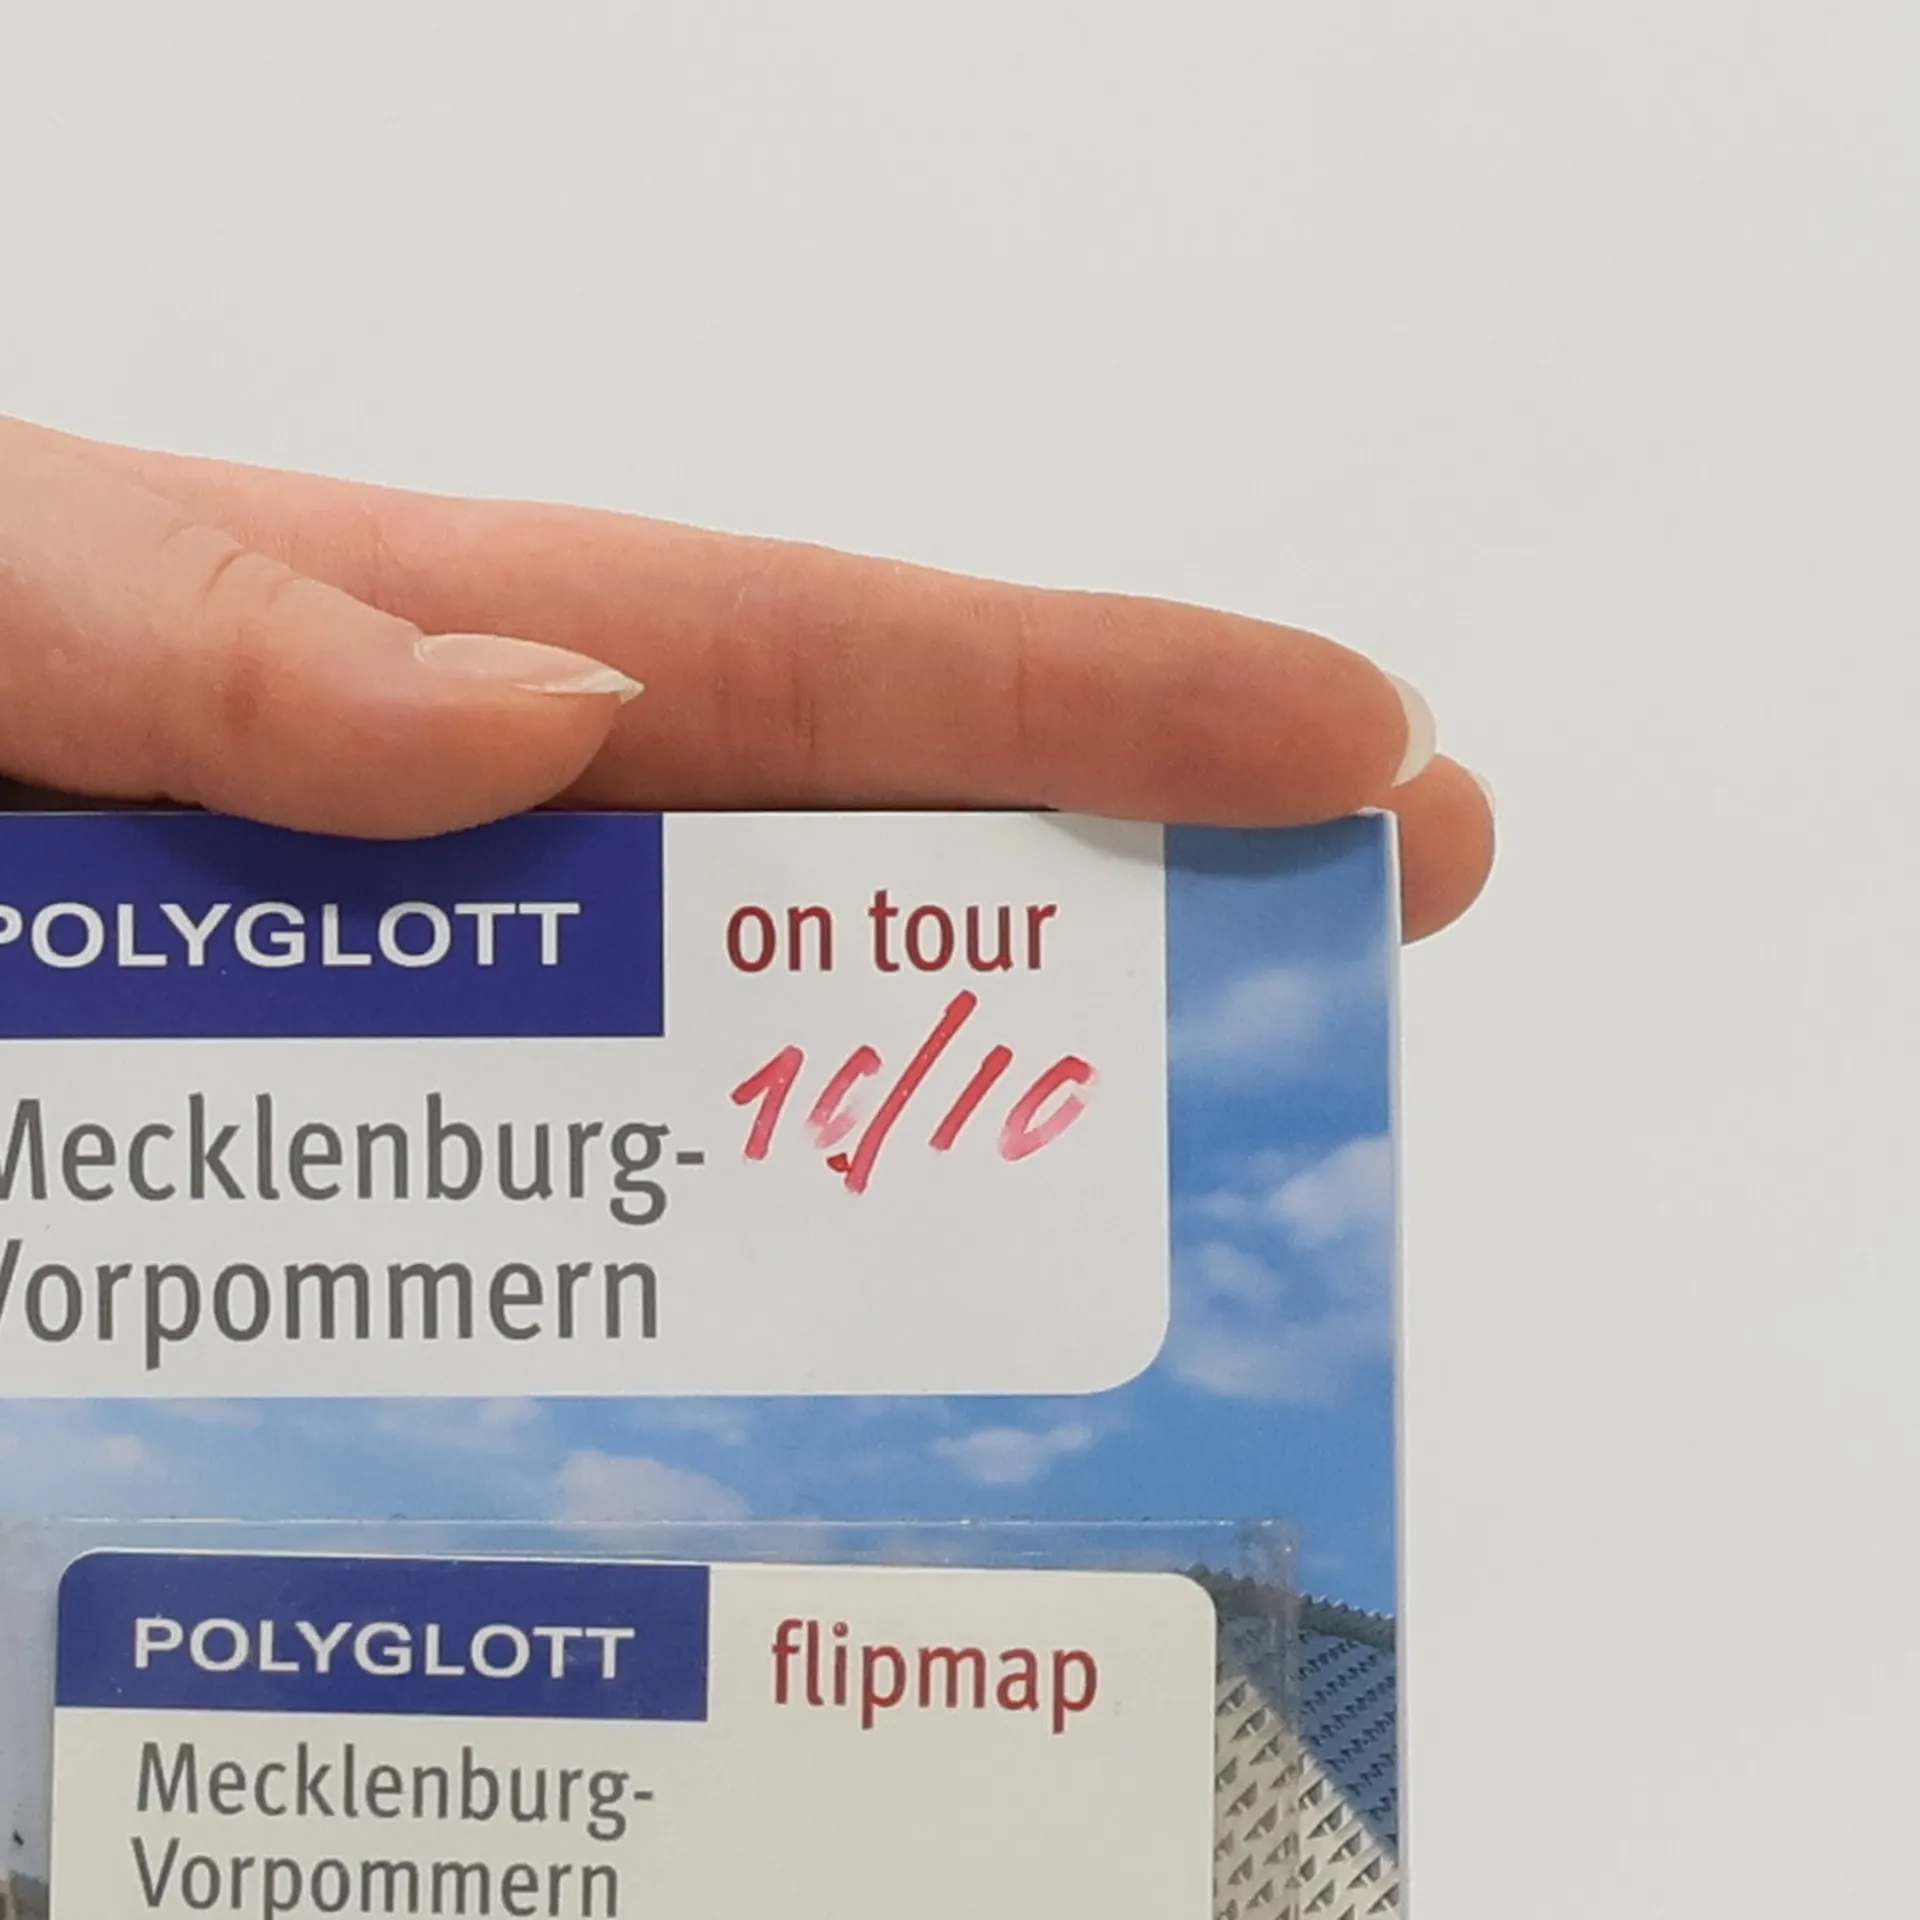 POLYGLOTT on tour
10/10
Mecklenburg-
Vorpommern
POLYGLOTT flipmap
Mecklenburg-
Vorpommern